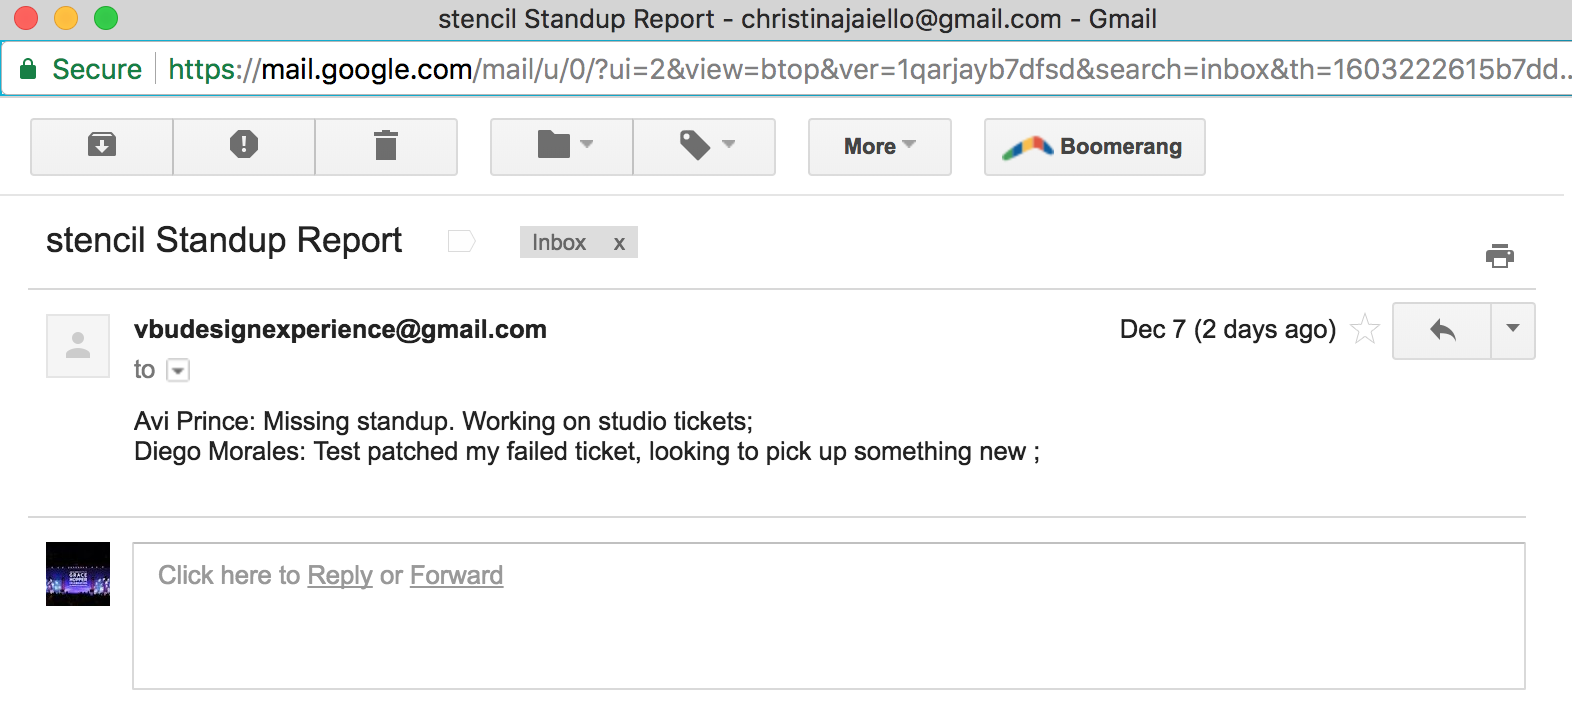 stencil Standup Report - christinajaiello@gmail.com - Gmail
Secure https://mail.google.com/mail/u/0/?ui=2&view=btop&ver=1qarjayb7dfsd&search=inbox&th=1603222615b7dd...
More Boomerang
stencil Standup Report Inbox x
vbudesignexperience@gmail.com Dec 7 (2 days ago)
to
Avi Prince: Missing standup. Working on studio tickets;
Diego Morales: Test patched my failed ticket, looking to pick up something new ;
GRACE
HOPPER
Click here to Reply or Forward